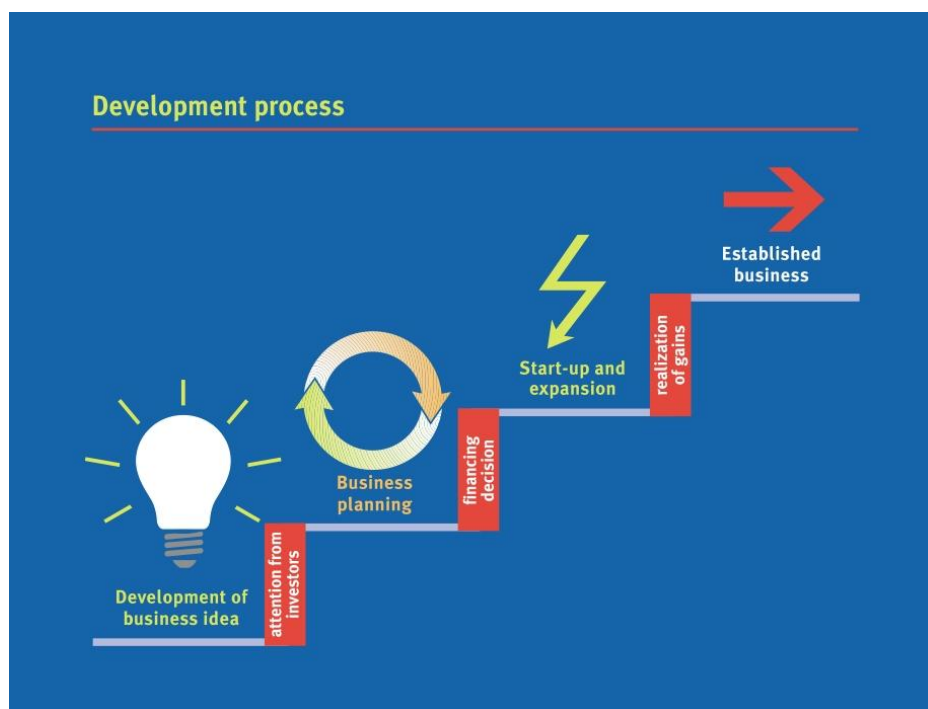 Development process
Development of
business idea
attention from
investors
Business
planning
financing
decision
Start-up and
expansion
realization
of gains
Established
business